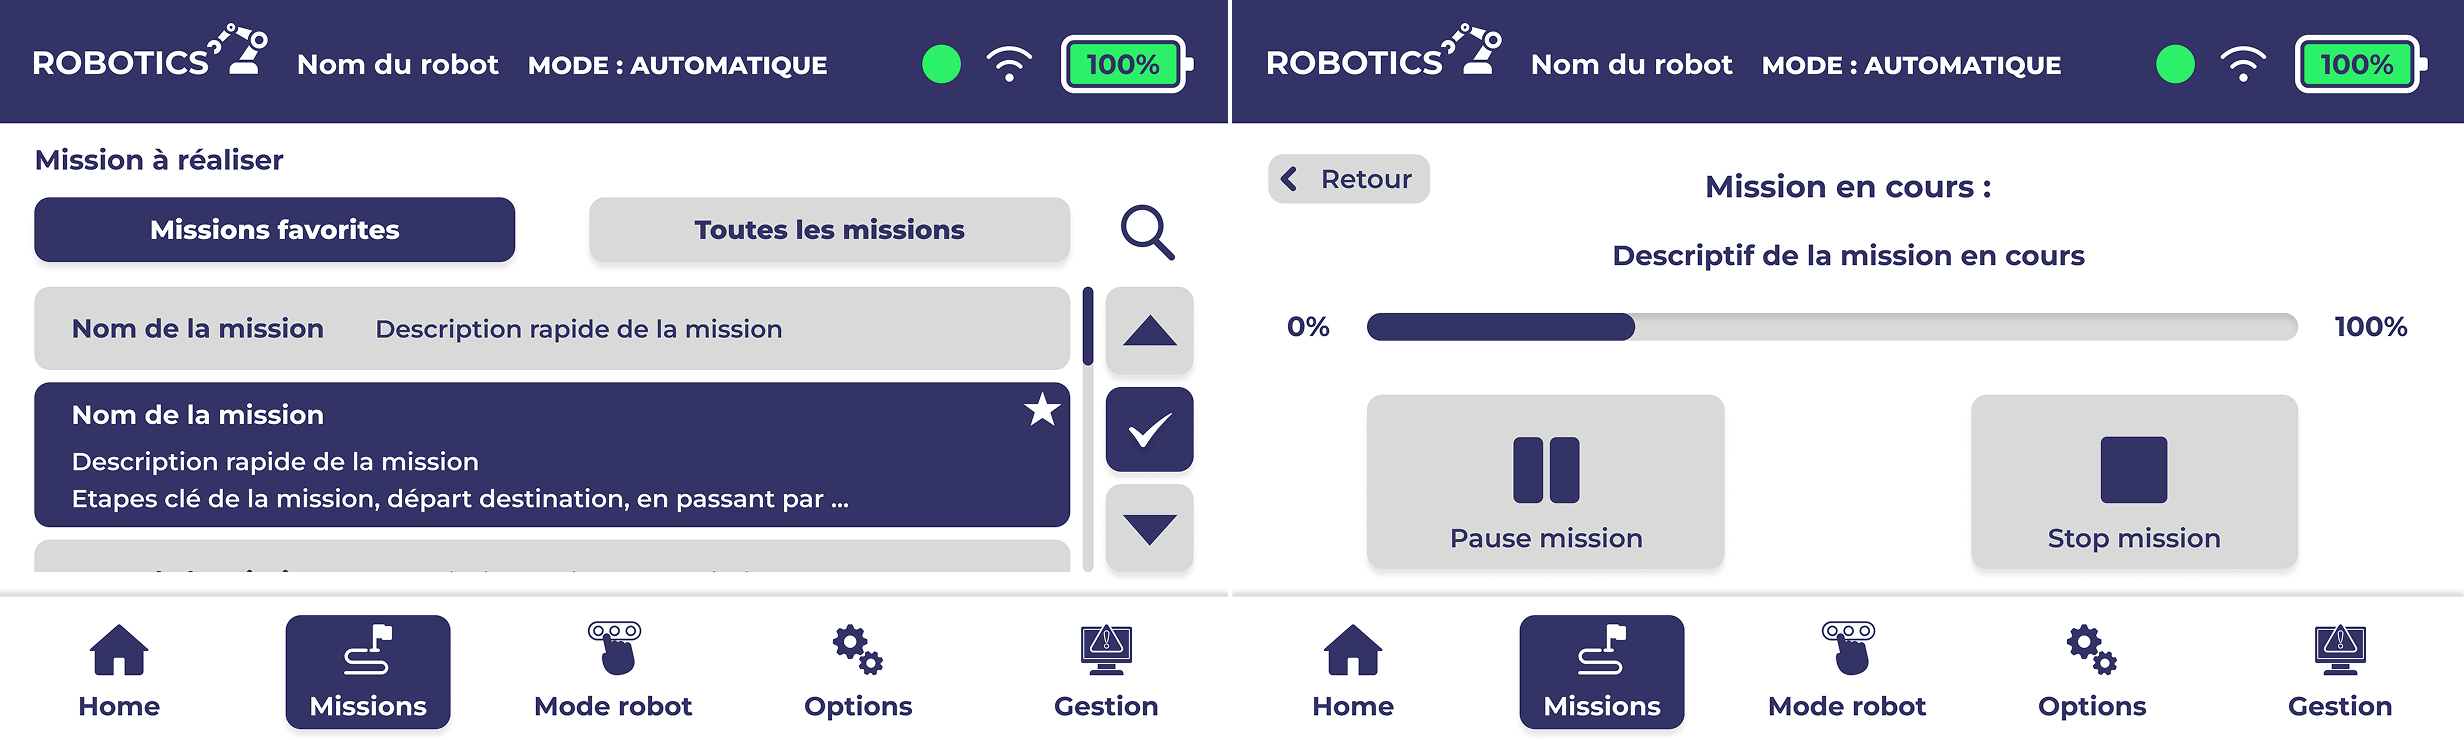 ROBOTICS Nom du robot MODE : AUTOMATIQUE 100%
Mission à réaliser
Missions favorites Toutes les missions
Nom de la mission Description rapide de la mission
Nom de la mission
Description rapide de la mission
Etapes clé de la mission, départ destination, en passant par ...
Home Missions Mode robot Options Gestion
ROBOTICS Nom du robot MODE : AUTOMATIQUE 100%
Retour
Mission en cours :
Descriptif de la mission en cours
0% 100%
Pause mission Stop mission
Home Missions Mode robot Options Gestion